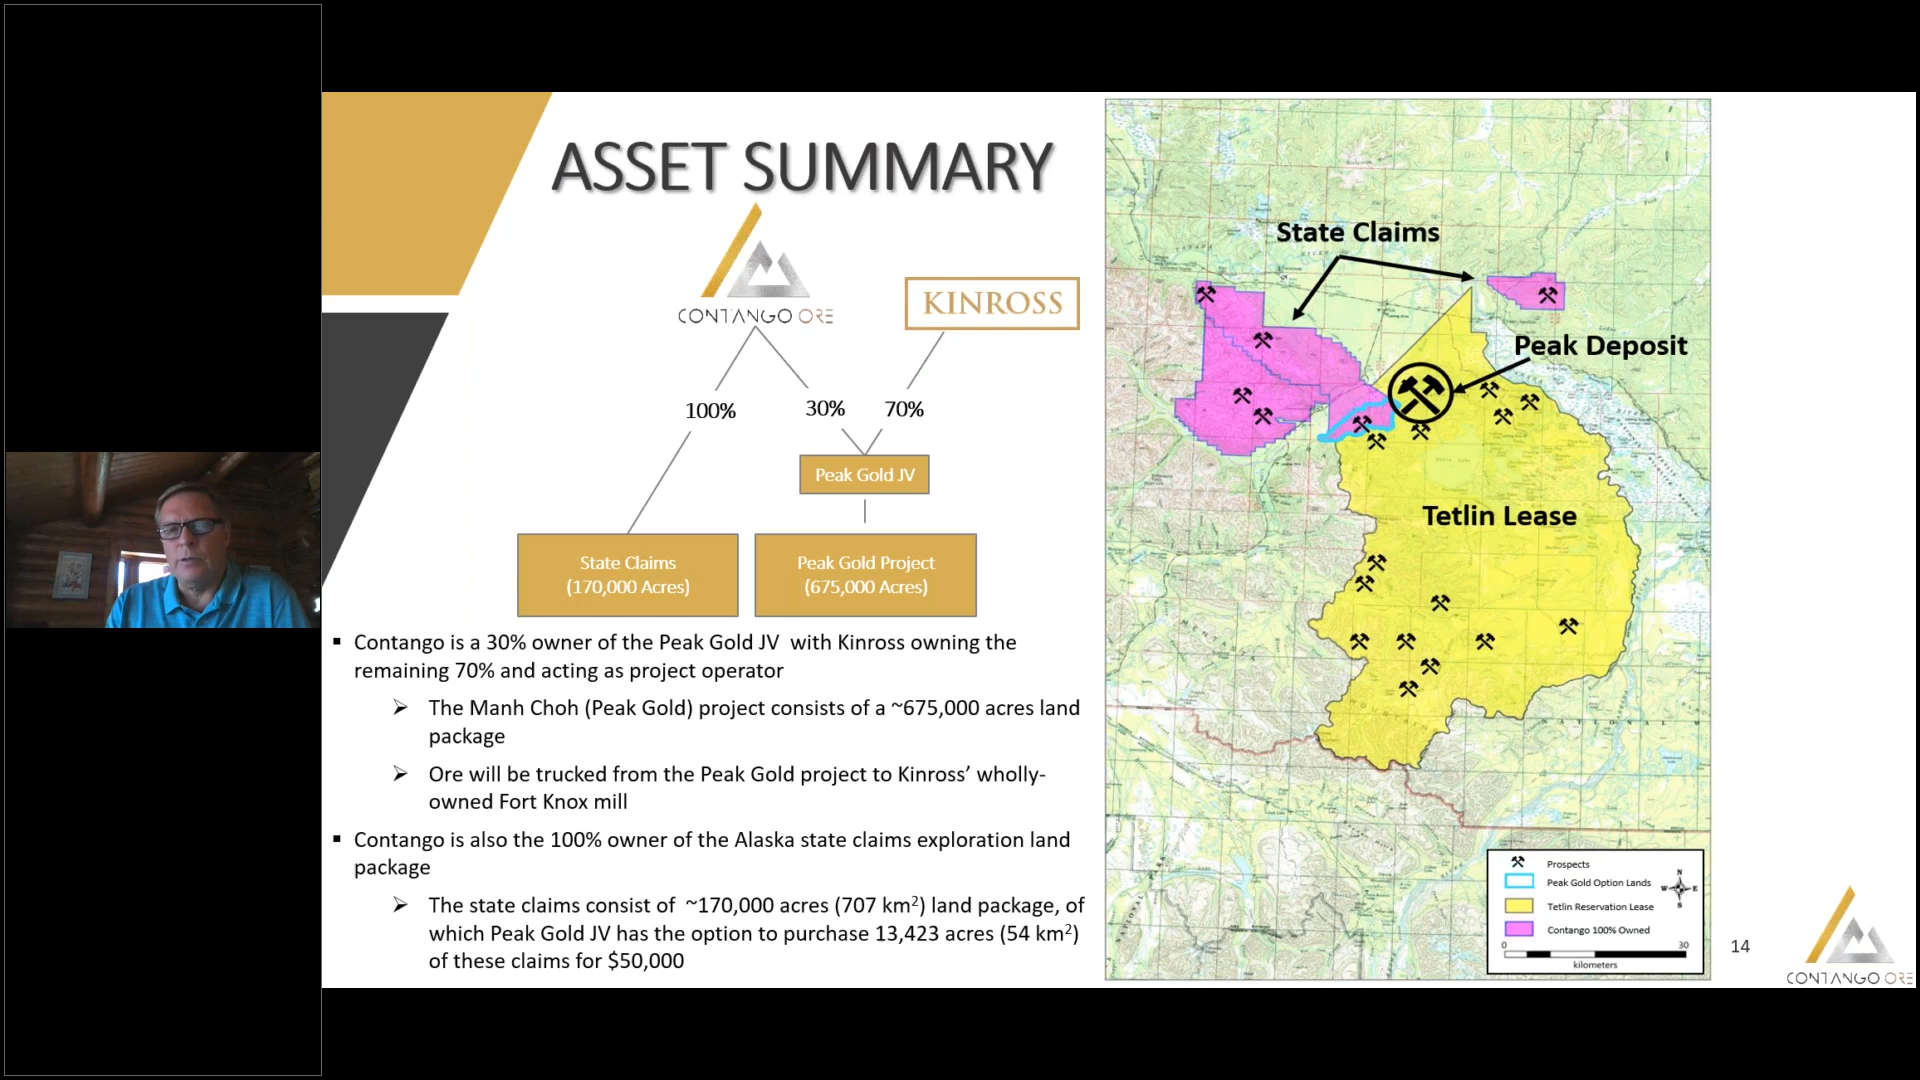 ASSET SUMMARY
CONTANGO ORE
KINROSS
100%
30%
70%
Peak Gold JV
State Claims
(170,000 Acres)
Peak Gold Project
(675,000 Acres)
▪ Contango is a 30% owner of the Peak Gold JV with Kinross owning the
remaining 70% and acting as project operator
➢ The Manh Choh (Peak Gold) project consists of a ~675,000 acres land
package
➢ Ore will be trucked from the Peak Gold project to Kinross’ wholly-
owned Fort Knox mill
▪ Contango is also the 100% owner of the Alaska state claims exploration land
package
➢ The state claims consist of ~170,000 acres (707 km²) land package, of
which Peak Gold JV has the option to purchase 13,423 acres (54 km²)
of these claims for $50,000
State Claims
Peak Deposit
Tetlin Lease
Prospects
Peak Gold Option Lands
Tetlin Reservation Lease
Contango 100% Owned
N
W E
S
0 30
kilometers
14
CONTANGO ORE